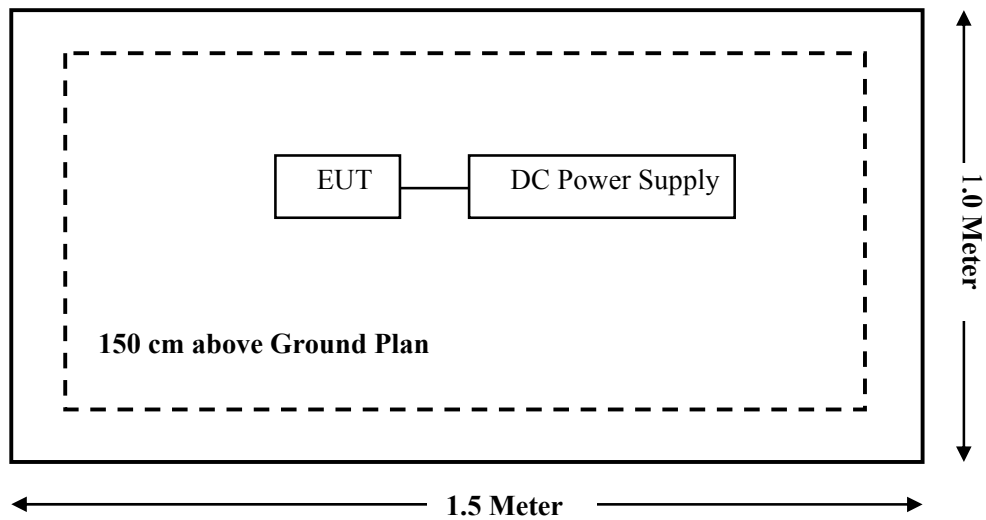 EUT
DC Power Supply
1.0 Meter
150 cm above Ground Plan
1.5 Meter